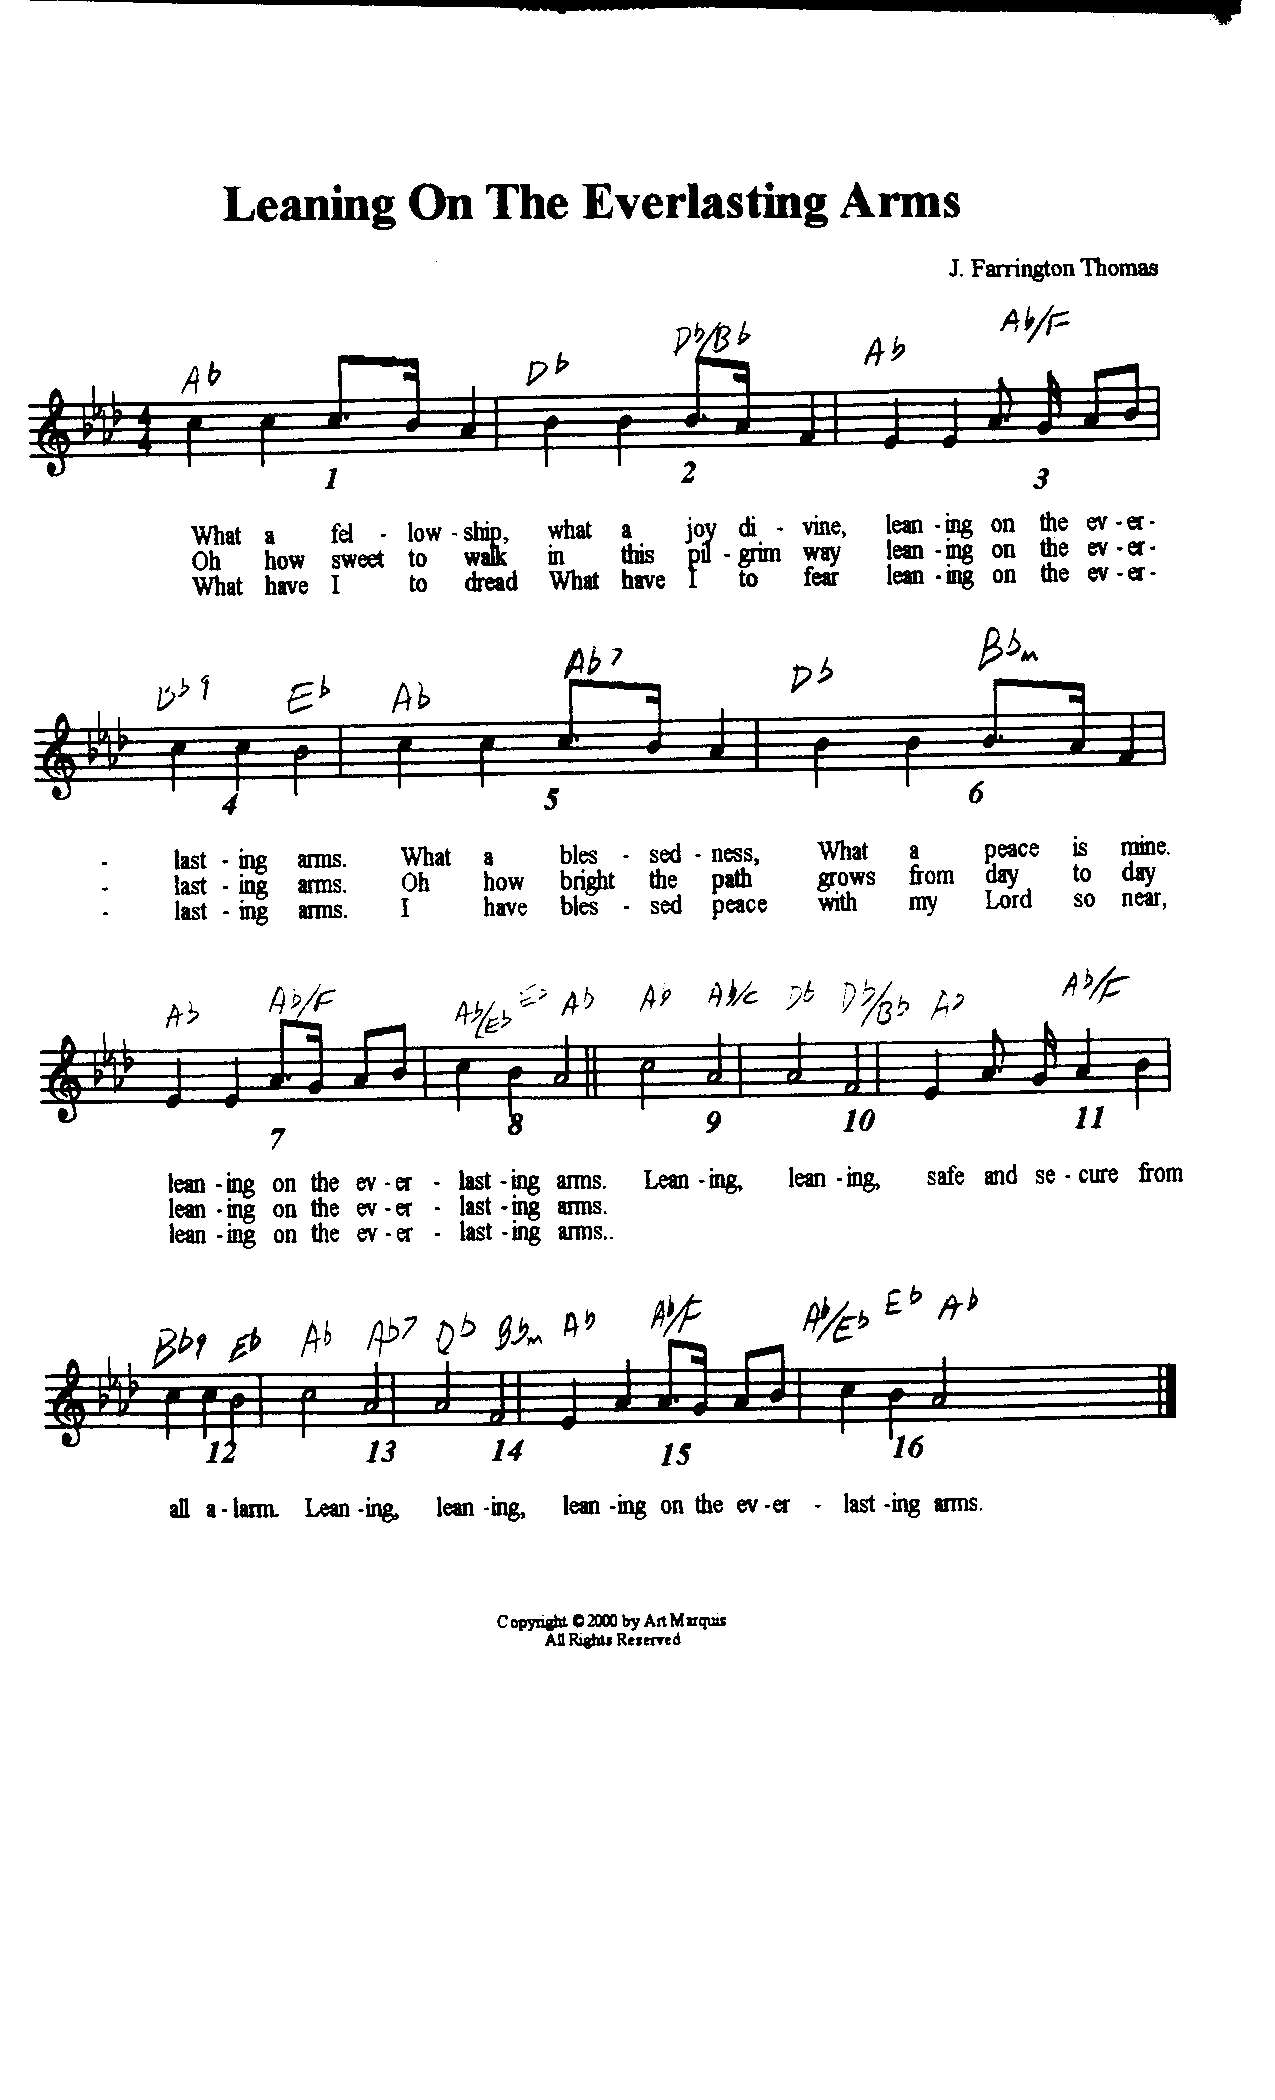 Leaning On The Everlasting Arms
J. Farrington Thomas
Ab Db Db/Bb Ab Ab/F
4
4
1 2 3
What a fel - low - ship, what a joy di - vine, lean - ing on the ev - er -
Oh how sweet to walk in this pil - grim way lean - ing on the ev - er -
What have I to dread What have I to fear lean - ing on the ev - er -
Bb9 Eb Ab Ab7 Db Bbm
4 5 6
- last - ing arms. What a bles - sed - ness, What a peace is mine.
- last - ing arms. Oh how bright the path grows from day to day
- last - ing arms. I have bles - sed peace with my Lord so near,
Ab Ab/F Ab/Eb Eb Ab Ab Ab/C Db Db/Bb Ab Ab/F
7 8 9 10 11
lean - ing on the ev - er - last - ing arms. Lean - ing, lean - ing, safe and se - cure from
lean - ing on the ev - er - last - ing arms.
lean - ing on the ev - er - last - ing arms..
Bb9 Eb Ab Ab7 Db Bbm Ab Ab/F Ab/Eb Eb Ab
12 13 14 15 16
all a - larm. Lean - ing, lean - ing, lean - ing on the ev - er - last - ing arms.
Copyright © 2000 by Art Marquis
All Rights Reserved